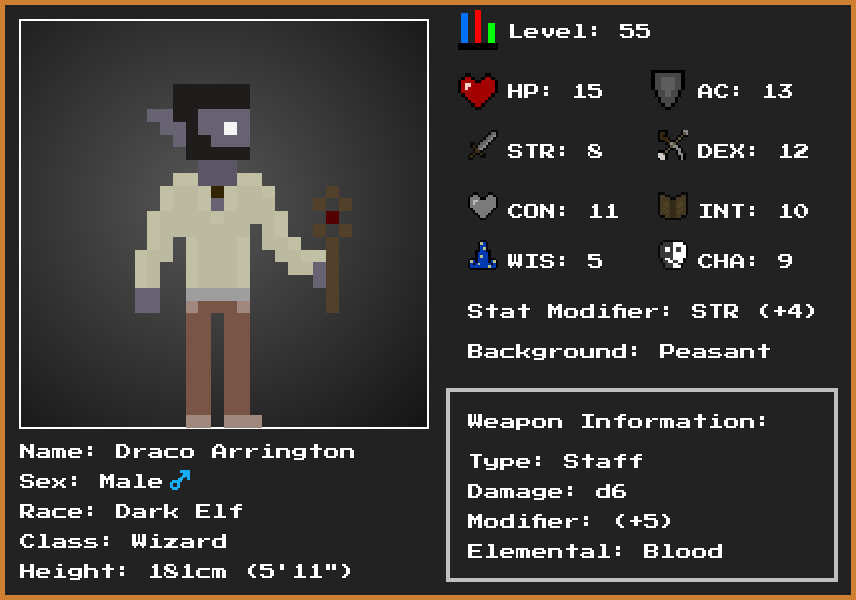 Level: 55
HP: 15 AC: 13
STR: 8 DEX: 12
CON: 11 INT: 10
WIS: 5 CHA: 9
Stat Modifier: STR (+4)
Background: Peasant
Weapon Information:
Type: Staff
Damage: d6
Modifier: (+5)
Elemental: Blood
Name: Draco Arrington
Sex: Male ♂
Race: Dark Elf
Class: Wizard
Height: 181cm (5'11")